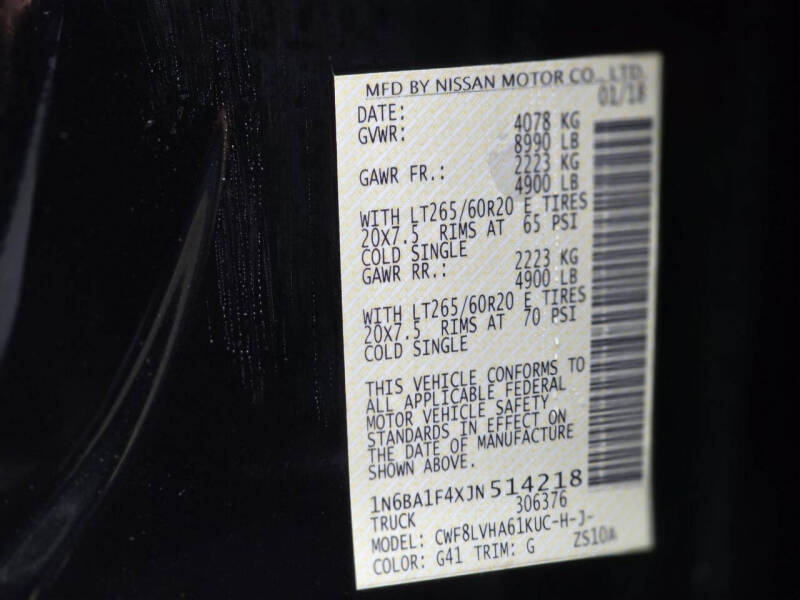 MFD BY NISSAN MOTOR CO., LTD.
DATE: 01/18
GVWR: 4078 KG
8990 LB
GAWR FR.: 2223 KG
4900 LB
WITH LT265/60R20 E TIRES
20X7.5 RIMS AT 65 PSI
COLD SINGLE
GAWR RR.: 2223 KG
4900 LB
WITH LT265/60R20 E TIRES
20X7.5 RIMS AT 70 PSI
COLD SINGLE
THIS VEHICLE CONFORMS TO
ALL APPLICABLE FEDERAL
MOTOR VEHICLE SAFETY
STANDARDS IN EFFECT ON
THE DATE OF MANUFACTURE
SHOWN ABOVE.
1N6BA1F4XJN514218
306376
TRUCK
MODEL: CWF8LVHA61KUC-H-J-
COLOR: G41 TRIM: G ZS10A